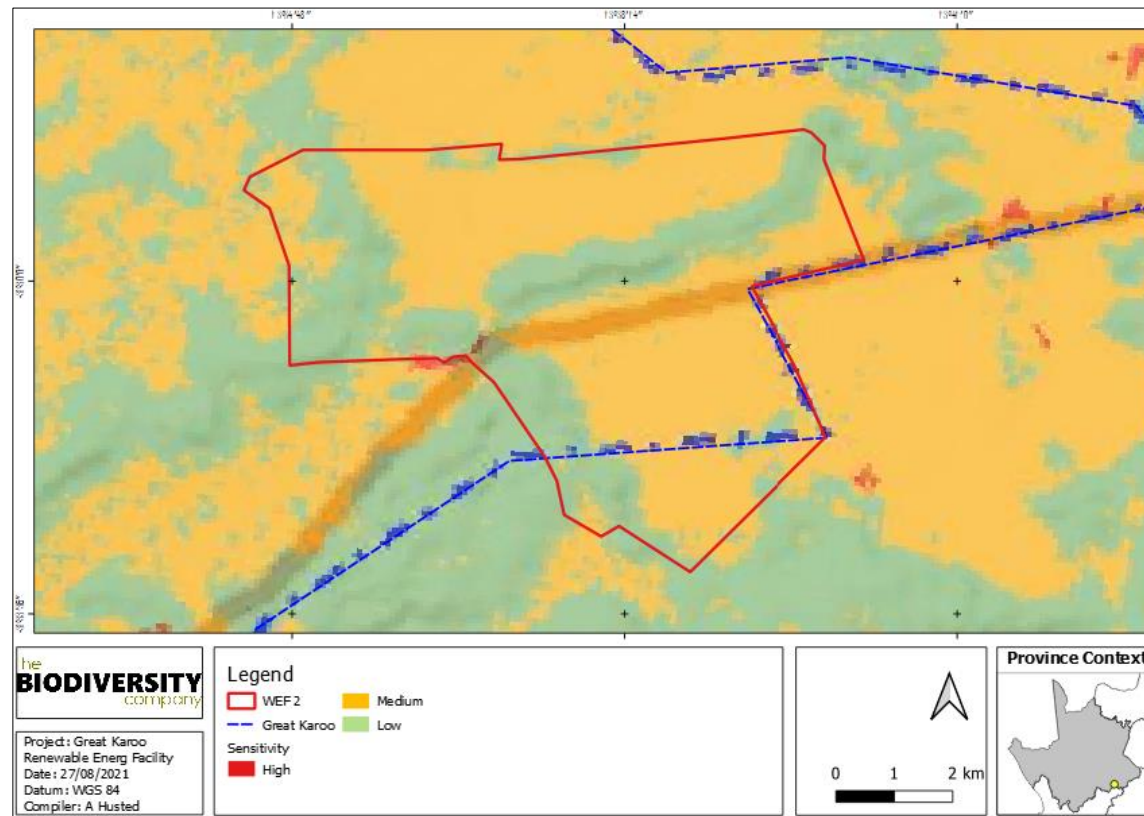 the
BIODIVERSITY
company
Project: Great Karoo
Renewable Energ Facility
Date: 27/08/2021
Datum: WGS 84
Compiler: A Husted
Legend
WEF 2
Great Karoo
Sensitivity
High
Medium
Low
0 1 2 km
Province Context